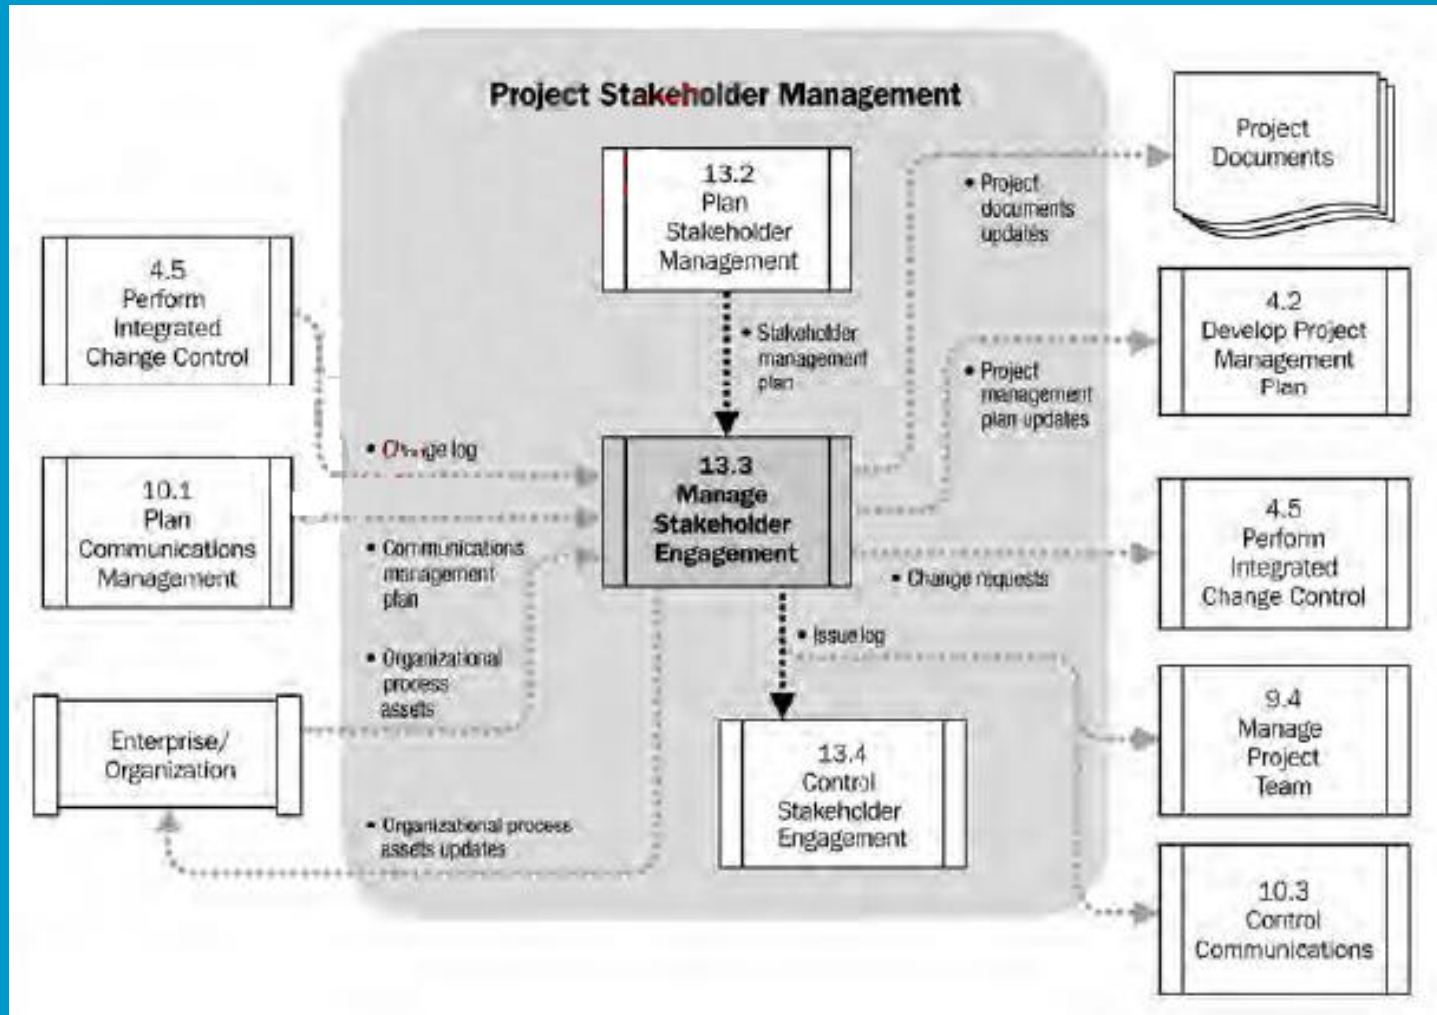 Project Stakeholder Management
13.2
Plan
Stakeholder
Management
• Stakeholder
management
plan
4.5
Perform
Integrated
Change Control
• Change log
10.1
Plan
Communications
Management
• Communications
management
plan
Enterprise/
Organization
• Organizational
process
assets
• Organizational process
assets updates
13.3
Manage
Stakeholder
Engagement
• Issue log
13.4
Control
Stakeholder
Engagement
• Project
documents
updates
Project
Documents
• Project
management
plan updates
4.2
Develop Project
Management
Plan
• Change requests
4.5
Perform
Integrated
Change Control
9.4
Manage
Project
Team
10.3
Control
Communications